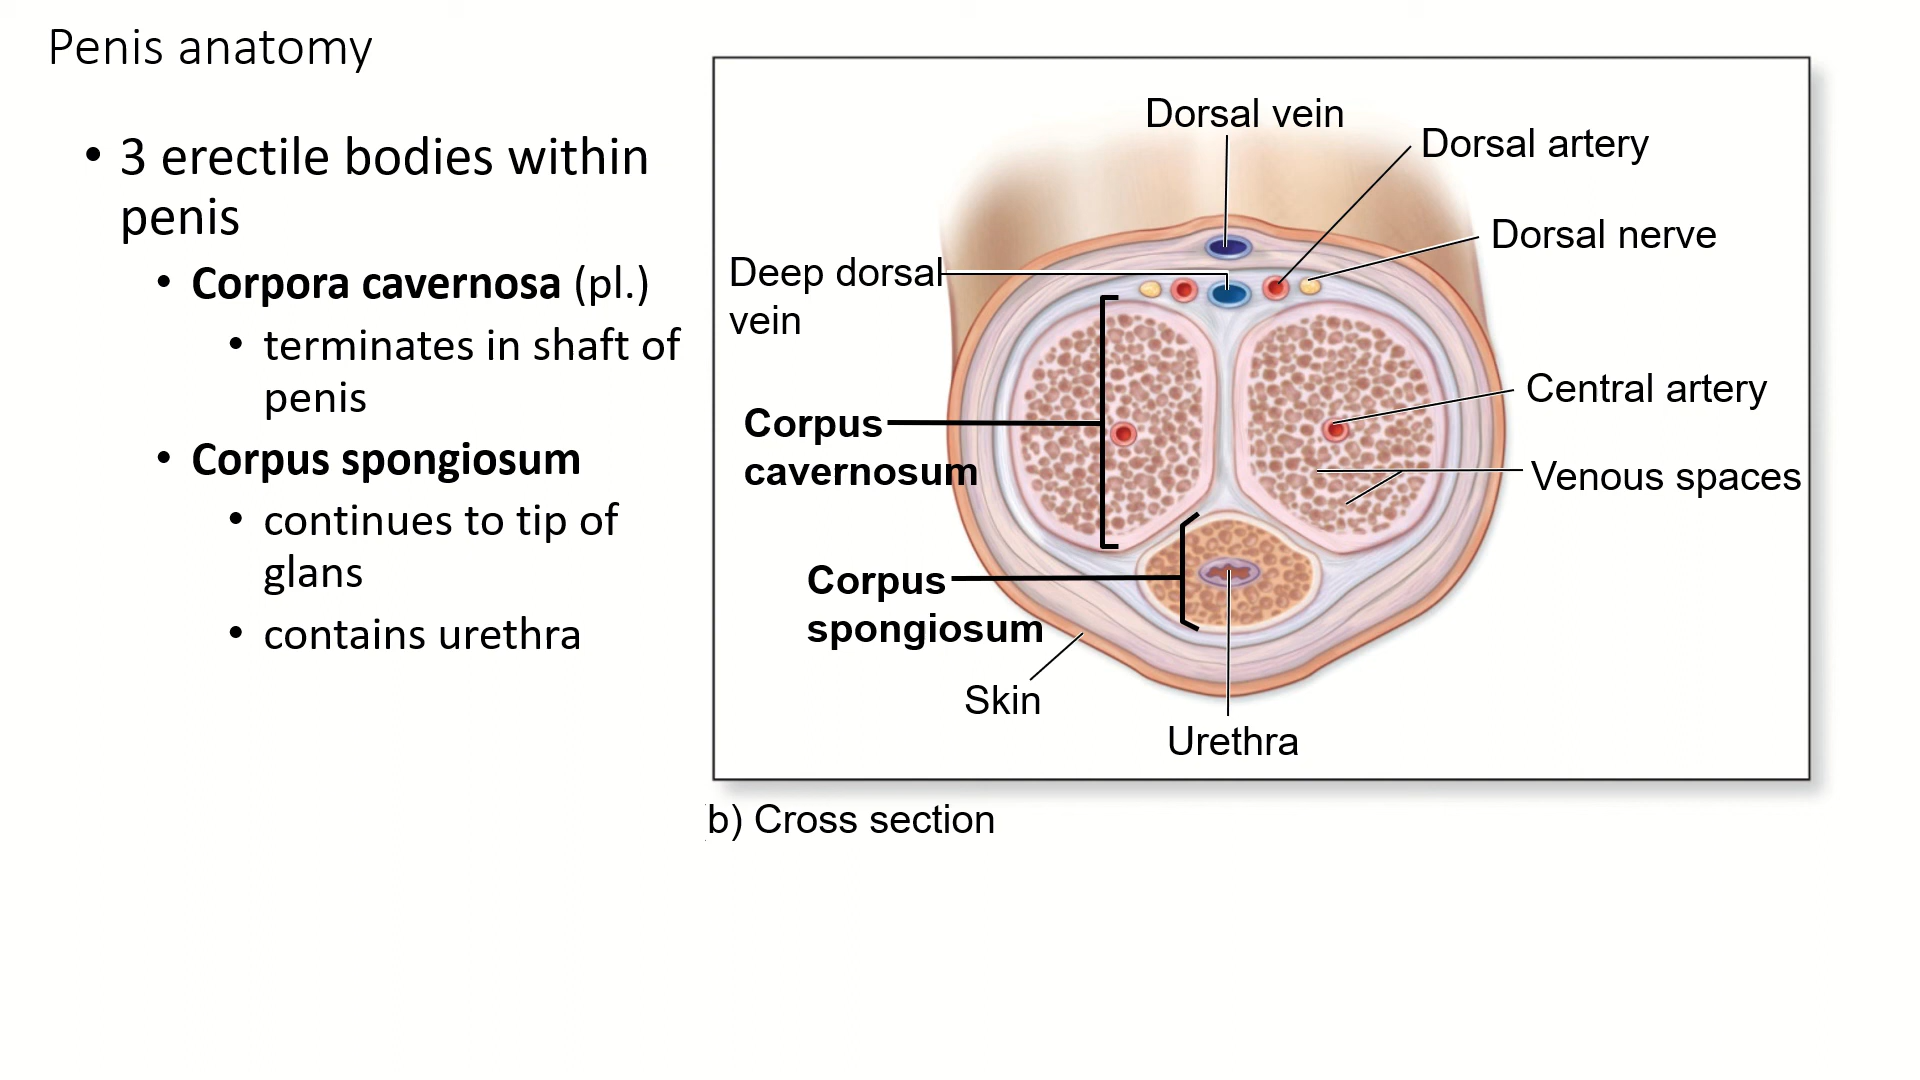 Penis anatomy
• 3 erectile bodies within
penis
• Corpora cavernosa (pl.)
• terminates in shaft of
penis
• Corpus spongiosum
• continues to tip of
glans
• contains urethra
Dorsal vein
Dorsal artery
Dorsal nerve
Deep dorsal
vein
Central artery
Corpus
cavernosum
Venous spaces
Corpus
spongiosum
Skin
Urethra
b) Cross section